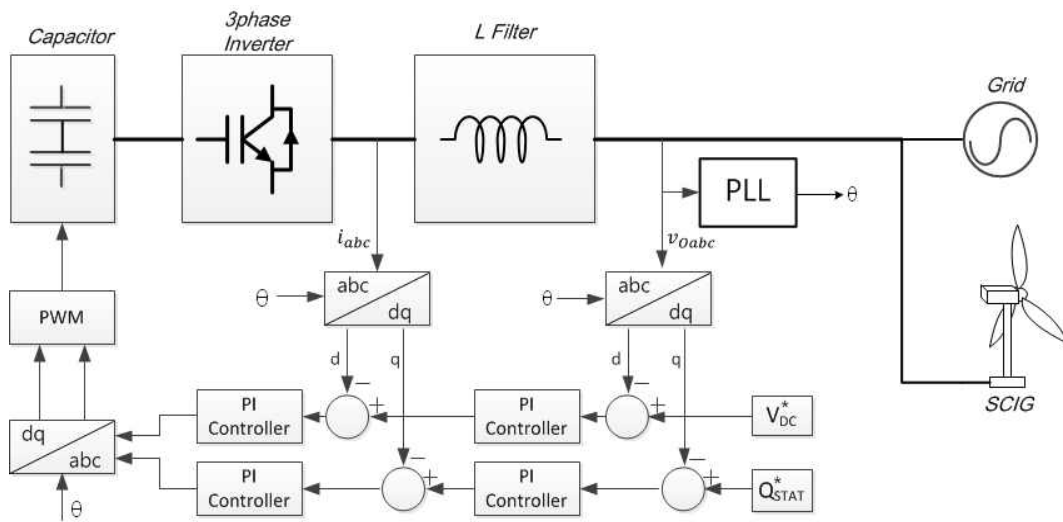 Capacitor
3phase
Inverter
L Filter
Grid
PLL
θ
i_abc
v_Oabc
θ
abc
dq
θ
abc
dq
PWM
d
q
d
q
−
+
−
+
PI
Controller
PI
Controller
V*_DC
SCIG
dq
abc
−
+
−
+
PI
Controller
PI
Controller
Q*_STAT
θ